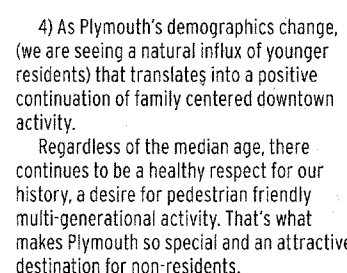 4) As Plymouth's demographics change,
(we are seeing a natural influx of younger
residents) that translates into a positive
continuation of family centered downtown
activity.
Regardless of the median age, there
continues to be a healthy respect for our
history, a desire for pedestrian friendly
multi-generational activity. That's what
makes Plymouth so special and an attractive
destination for non-residents.